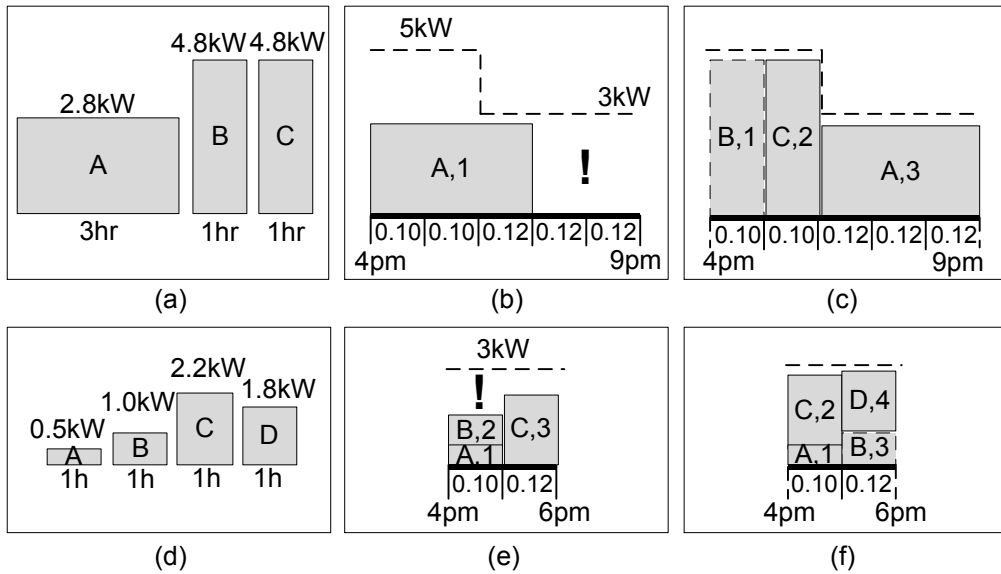 2.8kW
4.8kW 4.8kW
A
B
C
3hr
1hr
1hr
(a)
5kW
3kW
A,1
!
0.10 0.10 0.12 0.12 0.12
4pm
9pm
(b)
B,1
C,2
A,3
0.10 0.10 0.12 0.12 0.12
4pm
9pm
(c)
0.5kW
1.0kW
2.2kW
1.8kW
A
B
C
D
1h
1h
1h
1h
(d)
3kW
!
B,2
A,1
C,3
0.10 0.12
4pm
6pm
(e)
C,2
D,4
A,1
B,3
0.10 0.12
4pm
6pm
(f)